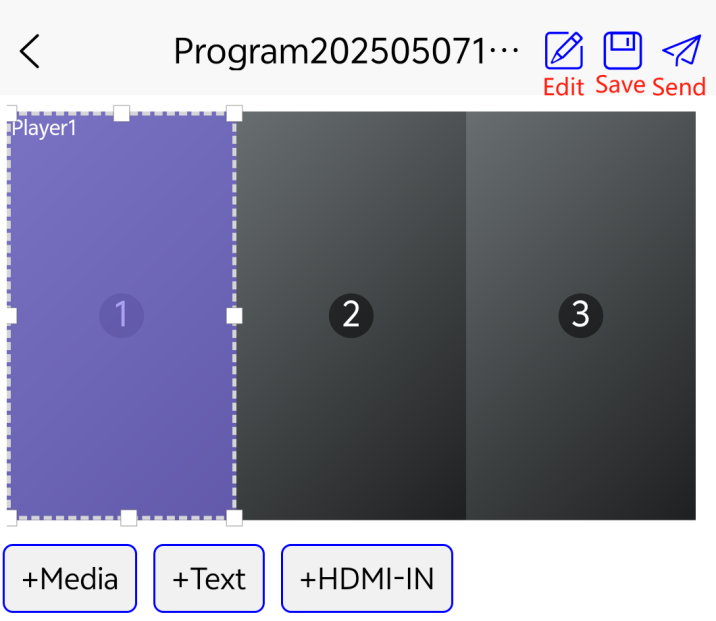 Program202505071···
Edit Save Send
Player1
1 2 3
+Media +Text +HDMI-IN